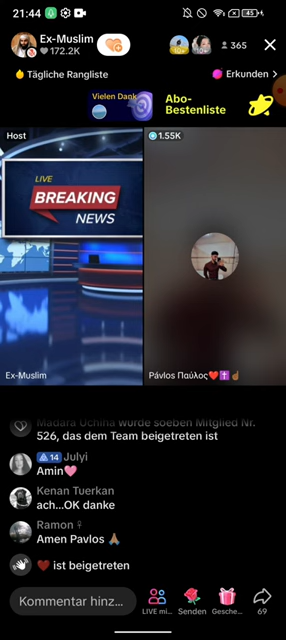 21:44
45
Ex-Muslim
172.2K
365
Tägliche Rangliste
Erkunden >
Vielen Dank
Abo-
Bestenliste
Host
1.55K
LIVE
BREAKING
NEWS
Ex-Muslim
Pávlos Παύλος❤️✝️☝🏾
Madara Uchina wurde soeben Mitglied Nr.
526, das dem Team beigetreten ist
14 Julyi
Amin🩷
Kenan Tuerkan
ach...OK danke
Ramon ♀
Amen Pavlos 🙏🏽
❤️ ist beigetreten
Kommentar hinz...
LIVE mi...
Senden
Gesche...
69